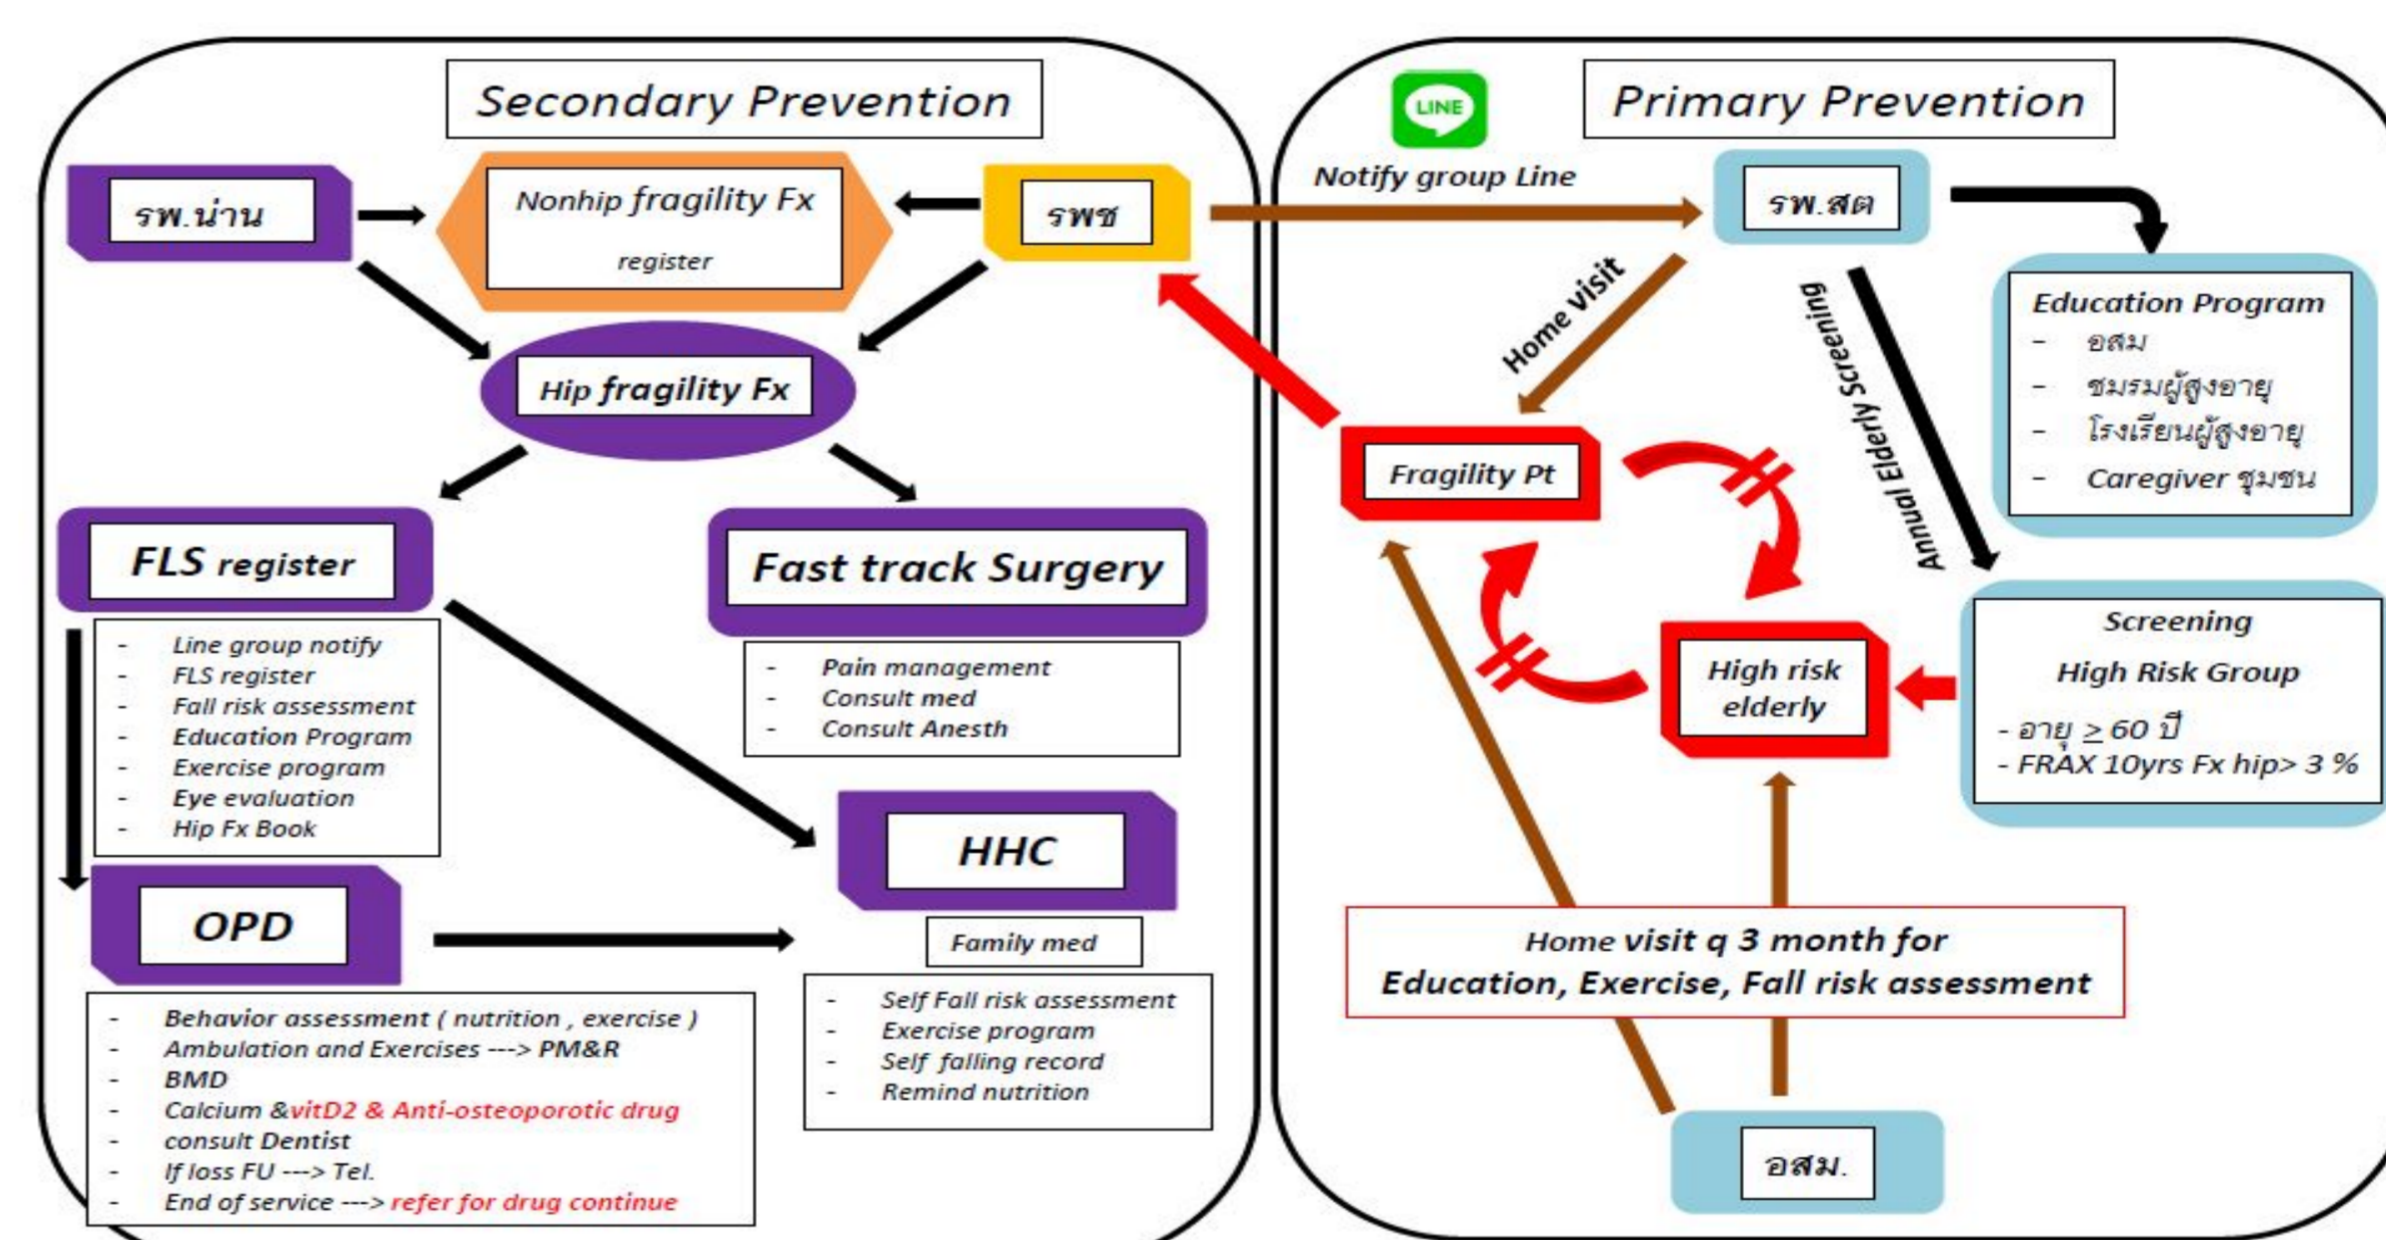 Secondary Prevention
รพ.น่าน
Nonhip fragility Fx
register
รพช
Hip fragility Fx
FLS register
- Line group notify
- FLS register
- Fall risk assessment
- Education Program
- Exercise program
- Eye evaluation
- Hip Fx Book
Fast track Surgery
- Pain management
- Consult med
- Consult Anesth
HHC
Family med
- Self Fall risk assessment
- Exercise program
- Self falling record
- Remind nutrition
OPD
- Behavior assessment ( nutrition , exercise )
- Ambulation and Exercises ---> PM&R
- BMD
- Calcium &vitD2 & Anti-osteoporotic drug
- consult Dentist
- If loss FU ---> Tel.
- End of service ---> refer for drug continue
LINE
Primary Prevention
Notify group Line
รพ.สต
Home visit
Annual Elderly Screening
Education Program
- อสม
- ชมรมผู้สูงอายุ
- โรงเรียนผู้สูงอายุ
- Caregiver ชุมชน
Fragility Pt
High risk
elderly
Screening
High Risk Group
- อายุ ≥ 60 ปี
- FRAX 10yrs Fx hip> 3 %
Home visit q 3 month for
Education, Exercise, Fall risk assessment
อสม.